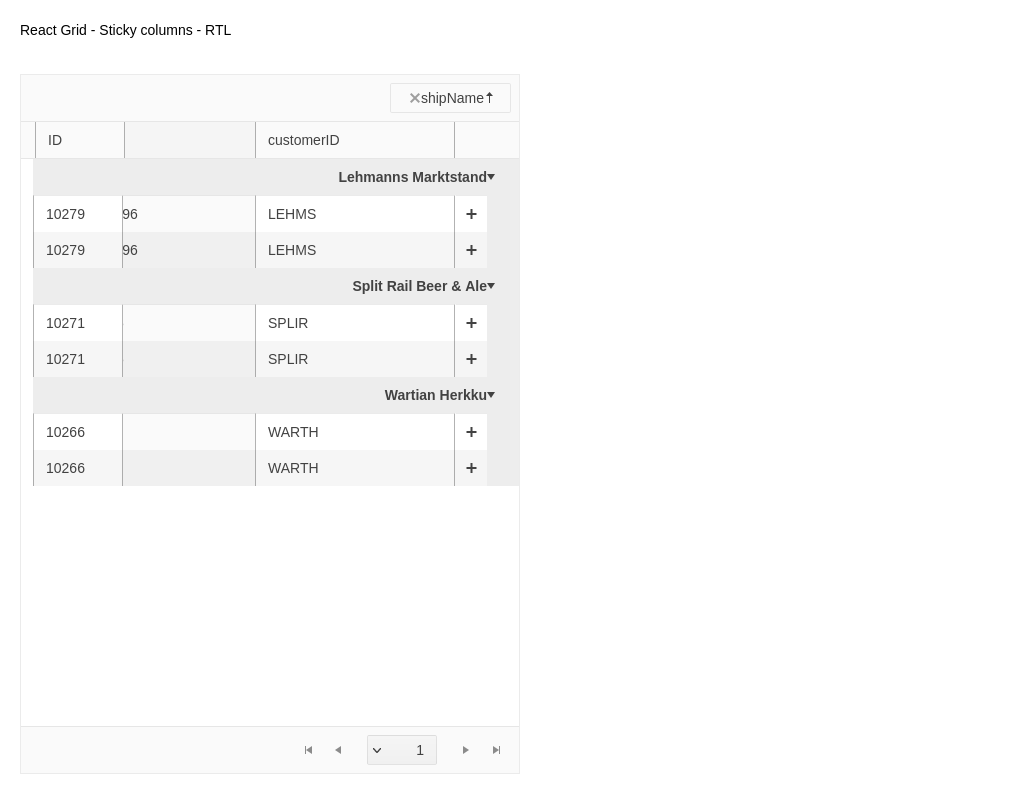 React Grid - Sticky columns - RTL
shipName
ID customerID
Lehmanns Marktstand
10279 96 LEHMS
10279 96 LEHMS
Split Rail Beer & Ale
10271 SPLIR
10271 SPLIR
Wartian Herkku
10266 WARTH
10266 WARTH
1